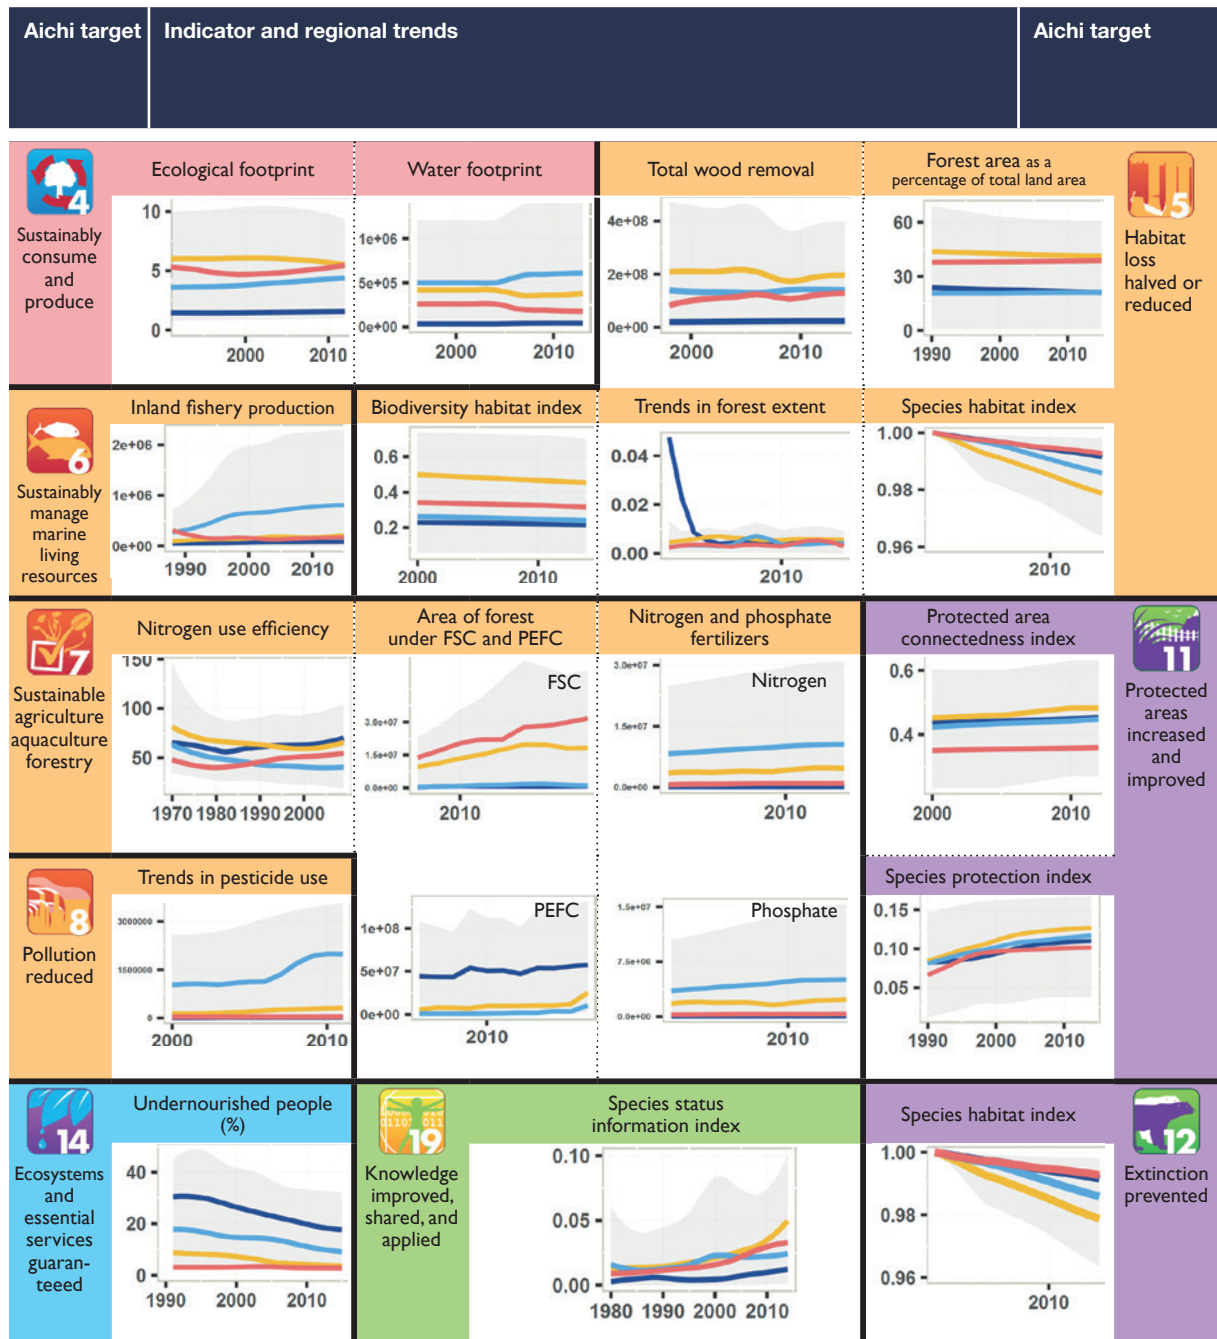 Aichi target
Indicator and regional trends
Aichi target
4
Sustainably
consume
and
produce
Ecological footprint
10
5
0
2000
2010
Water footprint
1e+06
5e+05
0e+00
2000
2010
Total wood removal
4e+08
2e+08
0e+00
2000
2010
Forest area as a
percentage of total land area
60
30
0
1990
2000
2010
5
Habitat
loss
halved or
reduced
6
Sustainably
manage
marine
living
resources
Inland fishery production
2e+06
1e+06
0e+00
1990
2000
2010
Biodiversity habitat index
0.6
0.4
0.2
2000
2010
Trends in forest extent
0.04
0.02
0.00
2010
Species habitat index
1.00
0.98
0.96
2010
7
Sustainable
agriculture
aquaculture
forestry
Nitrogen use efficiency
150
100
50
1970 1980 1990 2000
Area of forest
under FSC and PEFC
FSC
3.0e+07
1.5e+07
0.0e+00
2010
Nitrogen and phosphate
fertilizers
Nitrogen
3.0e+07
1.5e+07
0.0e+00
2010
Protected area
connectedness index
0.6
0.4
2000
2010
11
Protected
areas
increased
and
improved
8
Pollution
reduced
Trends in pesticide use
3000000
1500000
0
2000
2010
PEFC
1e+08
5e+07
0e+00
2010
Phosphate
1.5e+07
7.5e+06
0.0e+00
2010
Species protection index
0.15
0.10
0.05
1990
2000
2010
14
Ecosystems
and
essential
services
guaran-
teeed
Undernourished people
(%)
40
20
0
1990
2000
2010
19
Knowledge
improved,
shared, and
applied
Species status
information index
0.10
0.05
0.00
1980
1990
2000
2010
Species habitat index
1.00
0.98
0.96
2010
12
Extinction
prevented